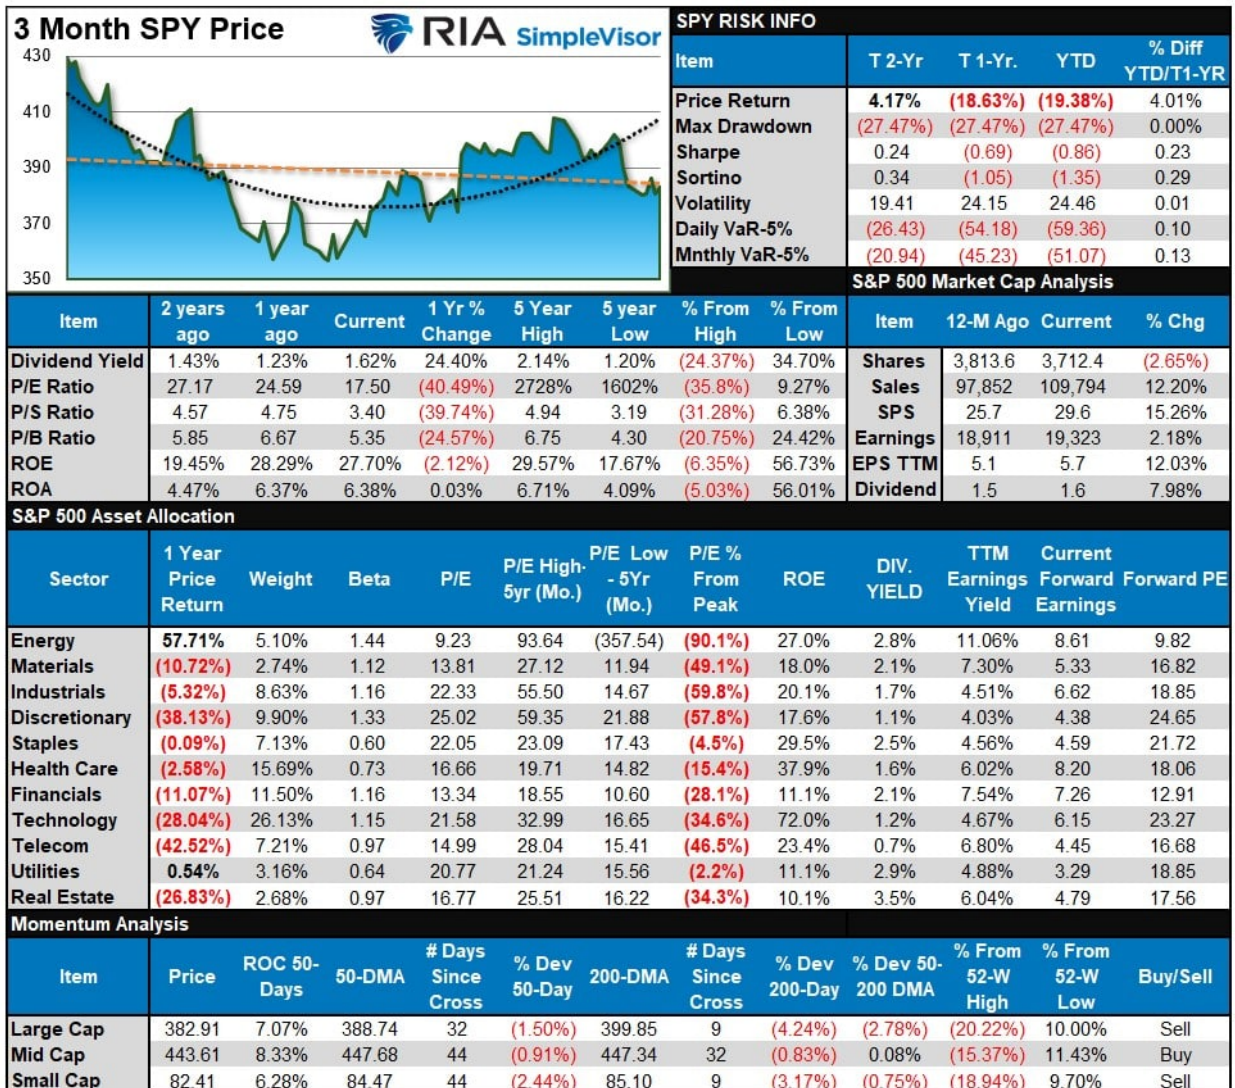 3 Month SPY Price
RIA SimpleVisor
430
410
390
370
350
SPY RISK INFO
Item T 2-Yr T 1-Yr. YTD % Diff YTD/T1-YR
Price Return 4.17% (18.63%) (19.38%) 4.01%
Max Drawdown (27.47%) (27.47%) (27.47%) 0.00%
Sharpe 0.24 (0.69) (0.86) 0.23
Sortino 0.34 (1.05) (1.35) 0.29
Volatility 19.41 24.15 24.46 0.01
Daily VaR-5% (26.43) (54.18) (59.36) 0.10
Mnthly VaR-5% (20.94) (45.23) (51.07) 0.13
Item 2 years ago 1 year ago Current 1 Yr % Change 5 Year High 5 year Low % From High % From Low
Dividend Yield 1.43% 1.23% 1.62% 24.40% 2.14% 1.20% (24.37%) 34.70%
P/E Ratio 27.17 24.59 17.50 (40.49%) 2728% 1602% (35.8%) 9.27%
P/S Ratio 4.57 4.75 3.40 (39.74%) 4.94 3.19 (31.28%) 6.38%
P/B Ratio 5.85 6.67 5.35 (24.57%) 6.75 4.30 (20.75%) 24.42%
ROE 19.45% 28.29% 27.70% (2.12%) 29.57% 17.67% (6.35%) 56.73%
ROA 4.47% 6.37% 6.38% 0.03% 6.71% 4.09% (5.03%) 56.01%
S&P 500 Market Cap Analysis
Item 12-M Ago Current % Chg
Shares 3,813.6 3,712.4 (2.65%)
Sales 97,852 109,794 12.20%
SPS 25.7 29.6 15.26%
Earnings 18,911 19,323 2.18%
EPS TTM 5.1 5.7 12.03%
Dividend 1.5 1.6 7.98%
S&P 500 Asset Allocation
Sector 1 Year Price Return Weight Beta P/E P/E High-5yr (Mo.) P/E Low - 5Yr (Mo.) P/E % From Peak ROE DIV. YIELD TTM Earnings Yield Current Forward Earnings Forward PE
Energy 57.71% 5.10% 1.44 9.23 93.64 (357.54) (90.1%) 27.0% 2.8% 11.06% 8.61 9.82
Materials (10.72%) 2.74% 1.12 13.81 27.12 11.94 (49.1%) 18.0% 2.1% 7.30% 5.33 16.82
Industrials (5.32%) 8.63% 1.16 22.33 55.50 14.67 (59.8%) 20.1% 1.7% 4.51% 6.62 18.85
Discretionary (38.13%) 9.90% 1.33 25.02 59.35 21.88 (57.8%) 17.6% 1.1% 4.03% 4.38 24.65
Staples (0.09%) 7.13% 0.60 22.05 23.09 17.43 (4.5%) 29.5% 2.5% 4.56% 4.59 21.72
Health Care (2.58%) 15.69% 0.73 16.66 19.71 14.82 (15.4%) 37.9% 1.6% 6.02% 8.20 18.06
Financials (11.07%) 11.50% 1.16 13.34 18.55 10.60 (28.1%) 11.1% 2.1% 7.54% 7.26 12.91
Technology (28.04%) 26.13% 1.15 21.58 32.99 16.65 (34.6%) 72.0% 1.2% 4.67% 6.15 23.27
Telecom (42.52%) 7.21% 0.97 14.99 28.04 15.41 (46.5%) 23.4% 0.7% 6.80% 4.45 16.68
Utilities 0.54% 3.16% 0.64 20.77 21.24 15.56 (2.2%) 11.1% 2.9% 4.88% 3.29 18.85
Real Estate (26.83%) 2.68% 0.97 16.77 25.51 16.22 (34.3%) 10.1% 3.5% 6.04% 4.79 17.56
Momentum Analysis
Item Price ROC 50-Days 50-DMA # Days Since Cross % Dev 50-Day 200-DMA # Days Since Cross % Dev 200-Day % Dev 50-200 DMA % From 52-W High % From 52-W Low Buy/Sell
Large Cap 382.91 7.07% 388.74 32 (1.50%) 399.85 9 (4.24%) (2.78%) (20.22%) 10.00% Sell
Mid Cap 443.61 8.33% 447.68 44 (0.91%) 447.34 32 (0.83%) 0.08% (15.37%) 11.43% Buy
Small Cap 82.41 6.28% 84.47 44 (2.44%) 85.10 9 (3.17%) (0.75%) (18.94%) 9.70% Sell